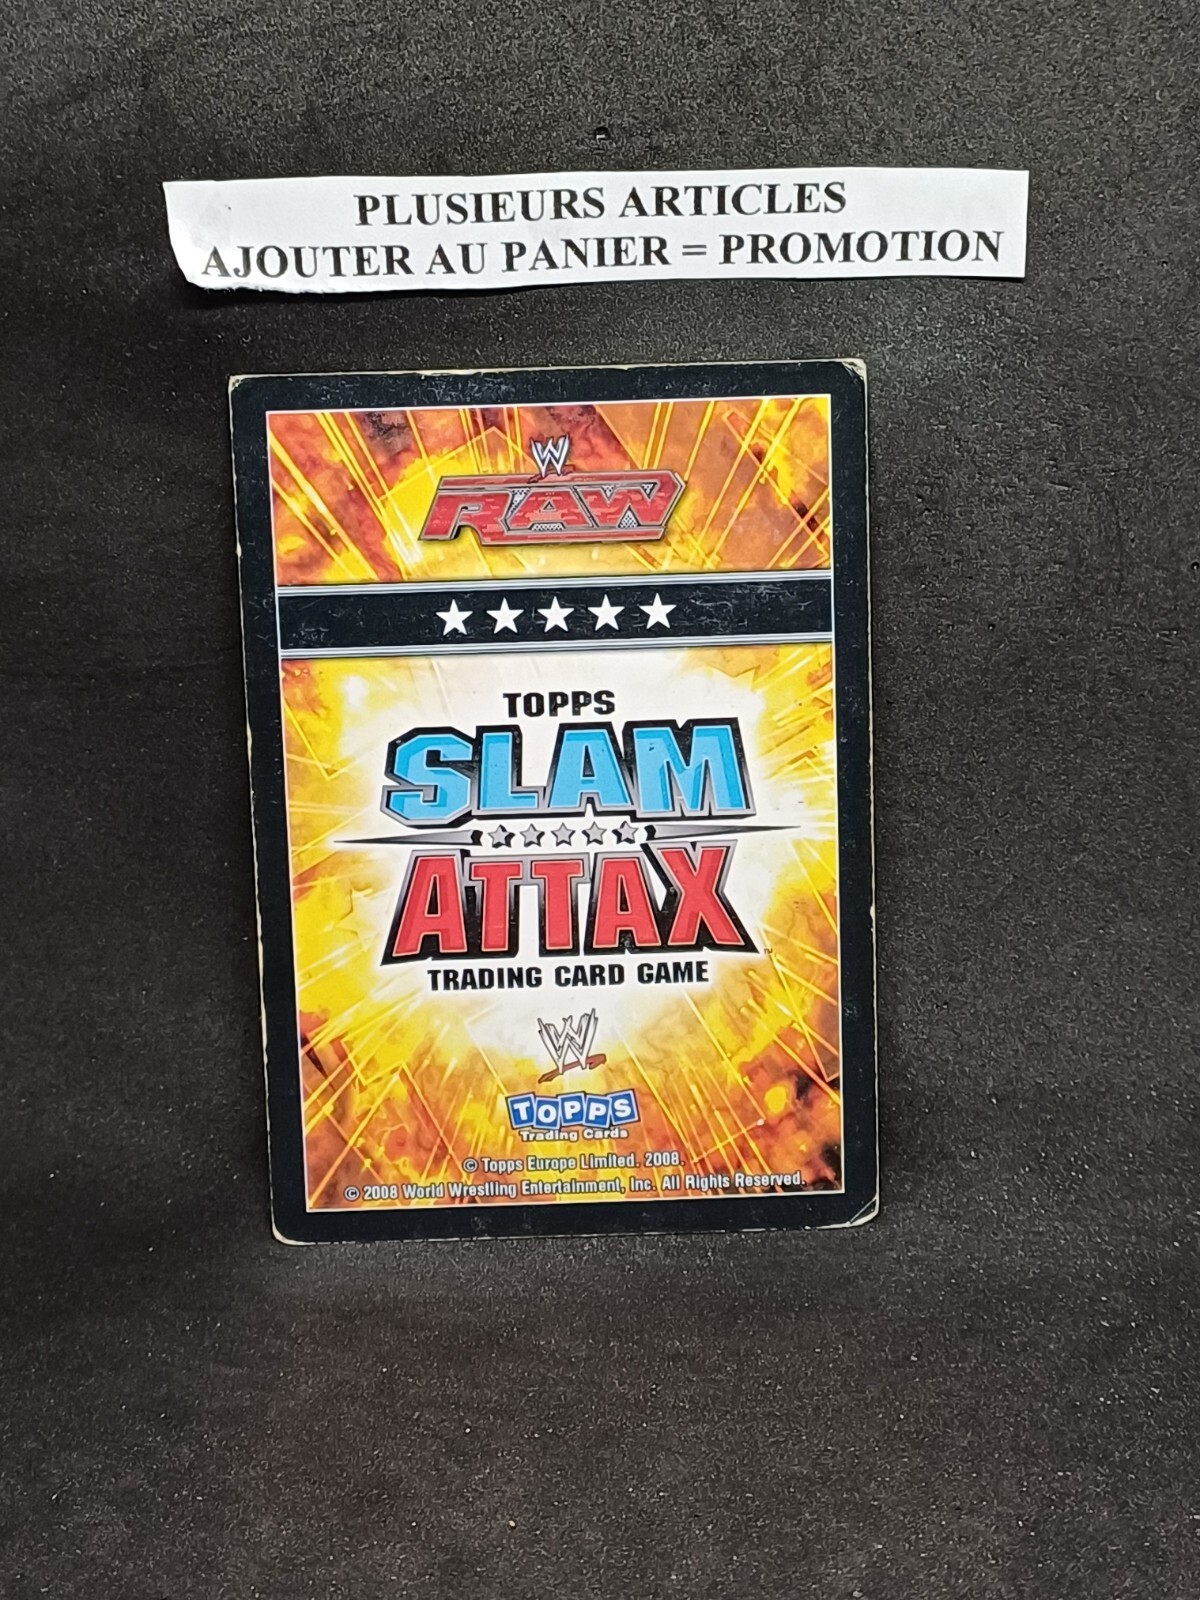 PLUSIEURS ARTICLES
AJOUTER AU PANIER = PROMOTION
W
RAW
TOPPS
SLAM
ATTAX
TM
TRADING CARD GAME
W
TOPPS
Trading Cards
© Topps Europe Limited. 2008.
© 2008 World Wrestling Entertainment, Inc. All Rights Reserved.